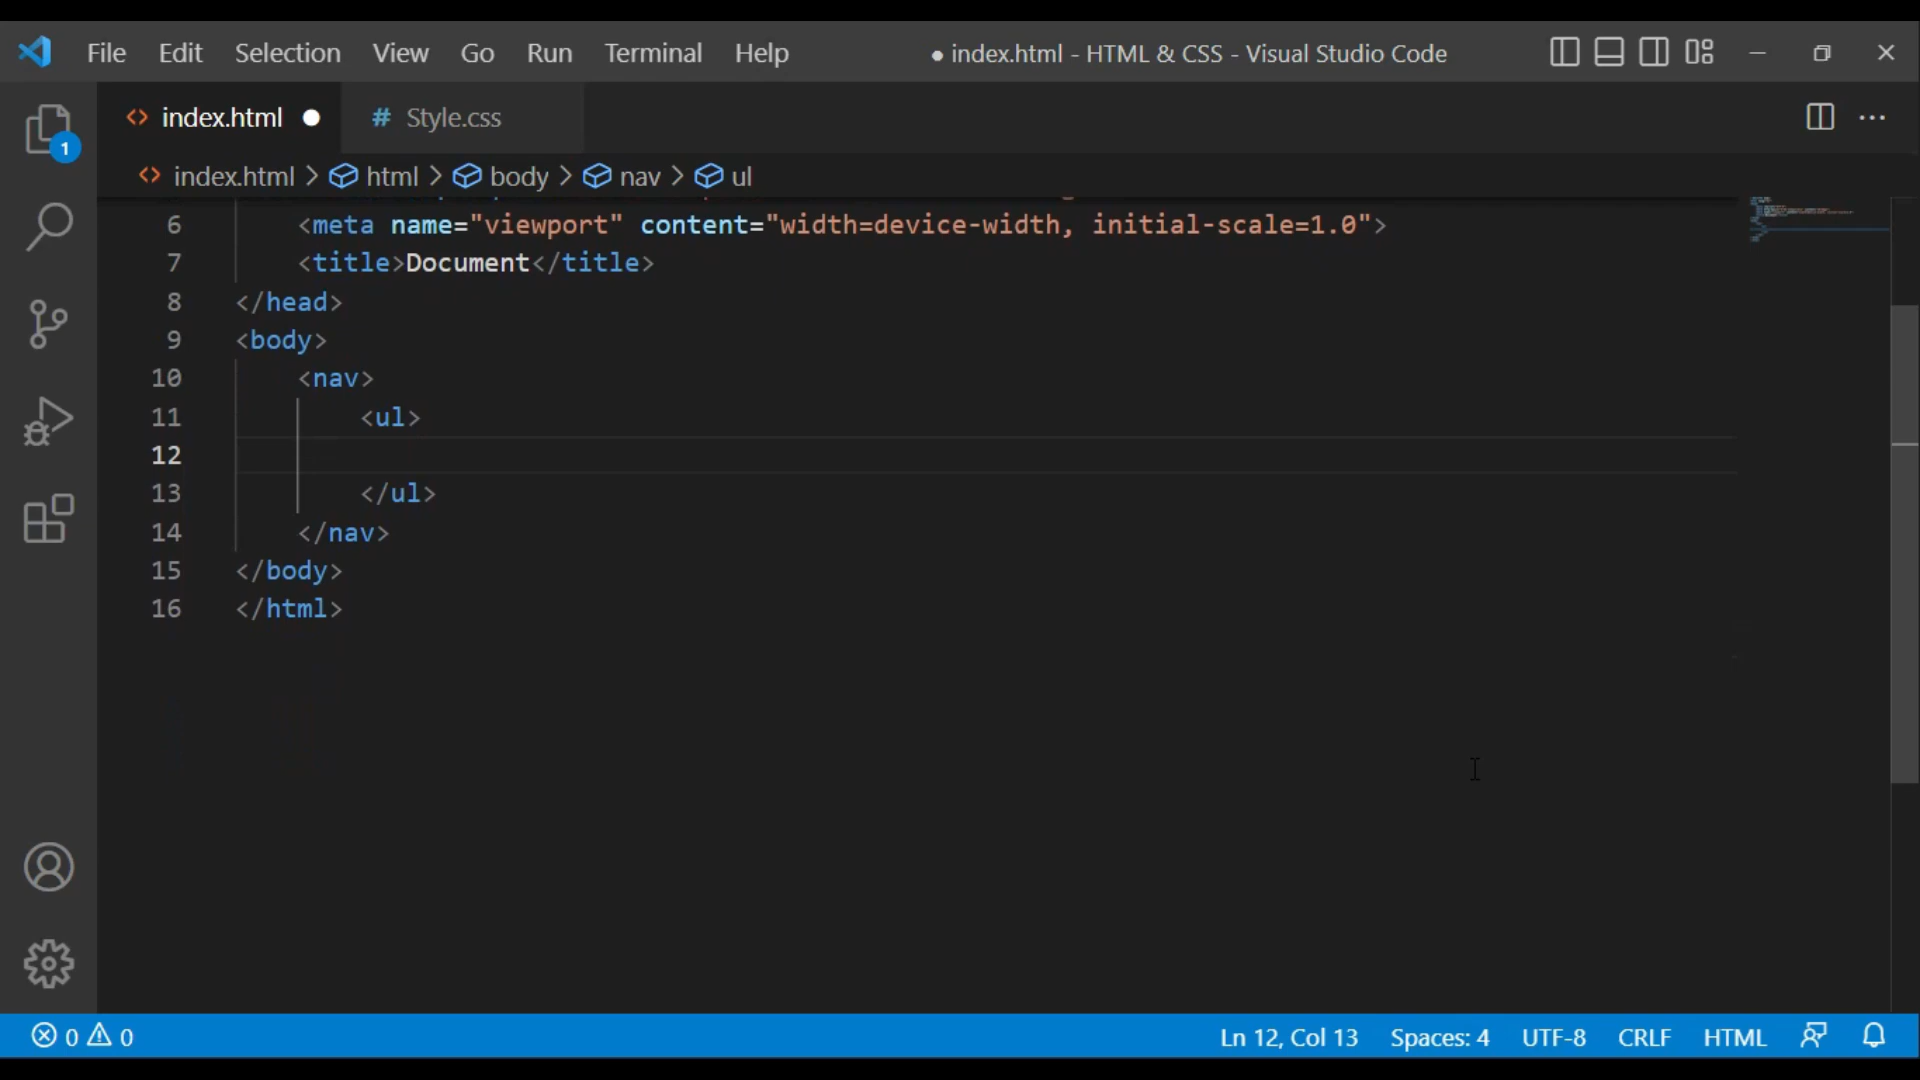 File Edit Selection View Go Run Terminal Help ● index.html - HTML & CSS - Visual Studio Code
<> index.html ● # Style.css
1
<> index.html > html > body > nav > ul
6 <meta name="viewport" content="width=device-width, initial-scale=1.0">
7 <title>Document</title>
8 </head>
9 <body>
10 <nav>
11 <ul>
12
13 </ul>
14 </nav>
15 </body>
16 </html>
0 0 Ln 12, Col 13 Spaces: 4 UTF-8 CRLF HTML